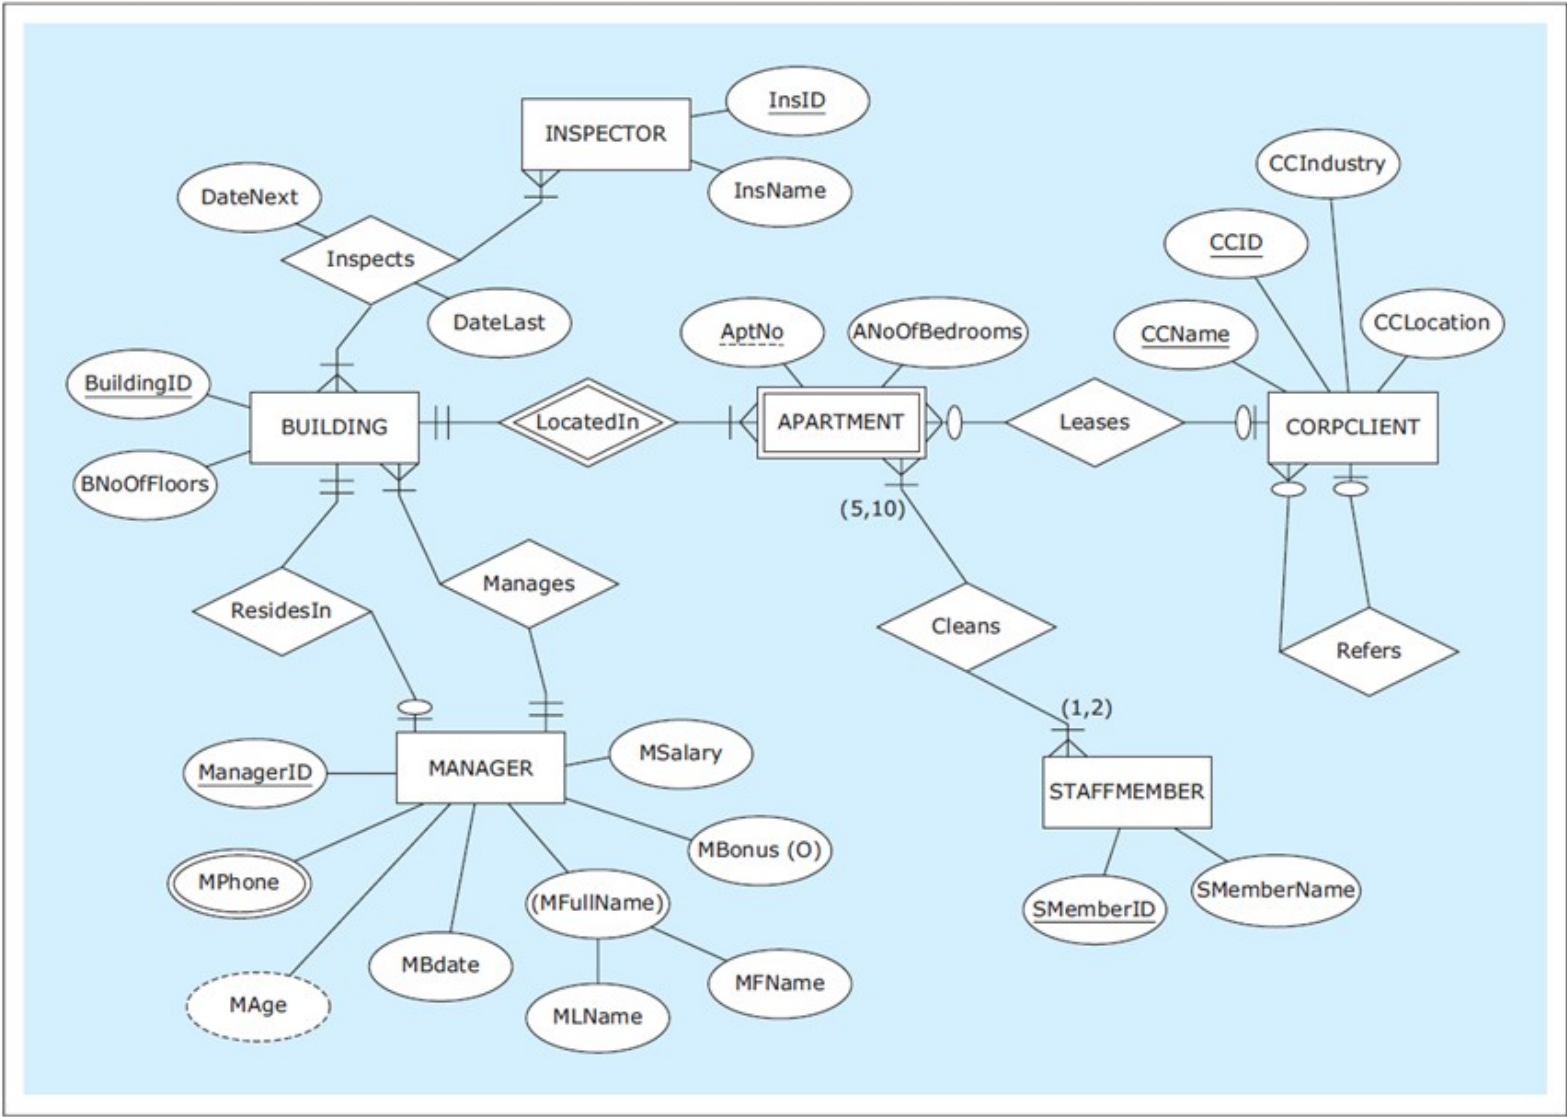 InsID
INSPECTOR
CCIndustry
InsName
DateNext
CCID
Inspects
DateLast
AptNo
ANoOfBedrooms
CCName
CCLocation
BuildingID
BUILDING
LocatedIn
APARTMENT
Leases
CORPCLIENT
BNoOfFloors
(5,10)
Manages
ResidesIn
Cleans
Refers
(1,2)
MSalary
ManagerID
MANAGER
STAFFMEMBER
MBonus (O)
MPhone
(MFullName)
SMemberName
SMemberID
MBdate
MFName
MAge
MLName